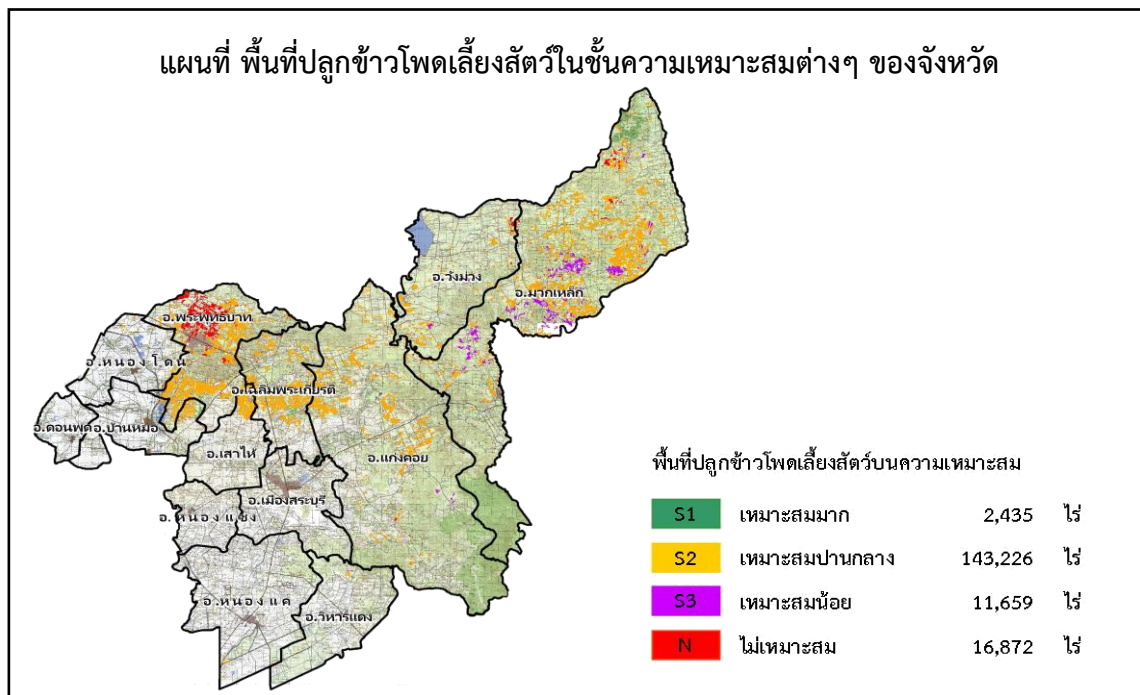 แผนที่ พื้นที่ปลูกข้าวโพดเลี้ยงสัตว์ในชั้นความเหมาะสมต่างๆ ของจังหวัด
อ.วังม่วง
อ.มวกเหล็ก
อ.พระพุทธบาท
อ.หนองโดน
อ.เฉลิมพระเกียรติ
อ.ดอนพุด
อ.บ้านหมอ
อ.เสาไห้
อ.แก่งคอย
อ.เมืองสระบุรี
อ.หนองแซง
อ.หนองแค
อ.วิหารแดง
พื้นที่ปลูกข้าวโพดเลี้ยงสัตว์บนความเหมาะสม
S1 เหมาะสมมาก 2,435 ไร่
S2 เหมาะสมปานกลาง 143,226 ไร่
S3 เหมาะสมน้อย 11,659 ไร่
N ไม่เหมาะสม 16,872 ไร่